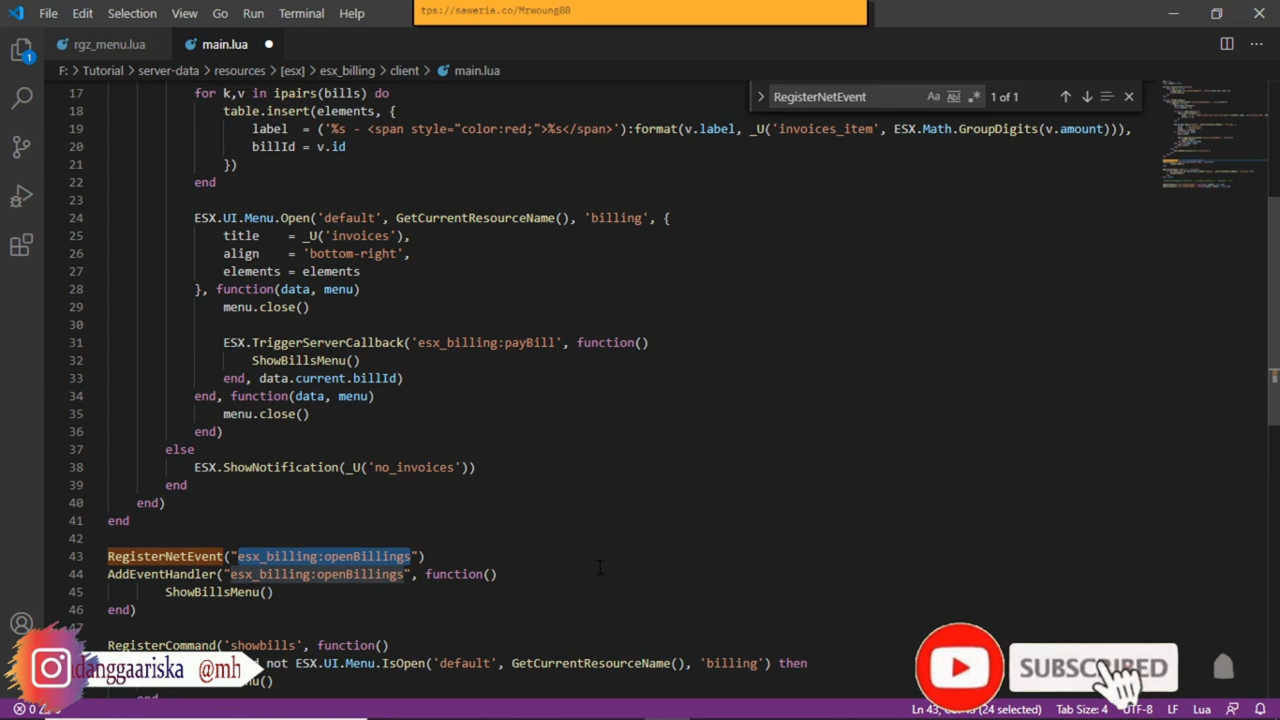 File Edit Selection View Go Run Terminal Help
tps://saweria.co/Mrwoung88
rgz_menu.lua main.lua
F: > Tutorial > server-data > resources > [esx] > esx_billing > client > main.lua
RegisterNetEvent Aa Ab .* 1 of 1
17 for k,v in ipairs(bills) do
18 table.insert(elements, {
19 label = ('%s - <span style="color:red;">%s</span>'):format(v.label, _U('invoices_item', ESX.Math.GroupDigits(v.amount))),
20 billId = v.id
21 })
22 end
23
24 ESX.UI.Menu.Open('default', GetCurrentResourceName(), 'billing', {
25 title = _U('invoices'),
26 align = 'bottom-right',
27 elements = elements
28 }, function(data, menu)
29 menu.close()
30
31 ESX.TriggerServerCallback('esx_billing:payBill', function()
32 ShowBillsMenu()
33 end, data.current.billId)
34 end, function(data, menu)
35 menu.close()
36 end)
37 else
38 ESX.ShowNotification(_U('no_invoices'))
39 end
40 end)
41 end
42
43 RegisterNetEvent("esx_billing:openBillings")
44 AddEventHandler("esx_billing:openBillings", function()
45 ShowBillsMenu()
46 end)
47
RegisterCommand('showbills', function()
not ESX.UI.Menu.IsOpen('default', GetCurrentResourceName(), 'billing') then
danggaariska @mh
SUBSCRIBED
Tab Size: 4 UTF-8 LF Lua